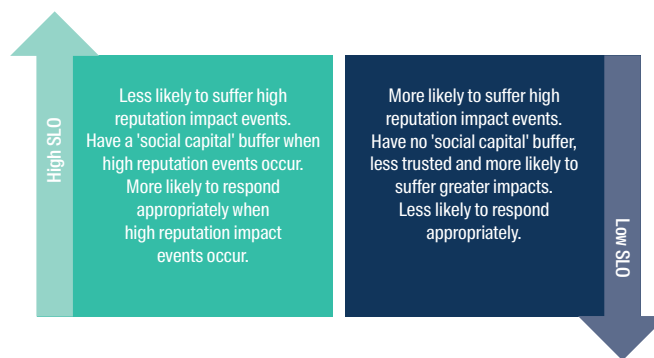 High SLO
Less likely to suffer high
reputation impact events.
Have a 'social capital' buffer when
high reputation events occur.
More likely to respond
appropriately when
high reputation impact
events occur.
More likely to suffer high
reputation impact events.
Have no 'social capital' buffer,
less trusted and more likely to
suffer greater impacts.
Less likely to respond
appropriately.
Low SLO